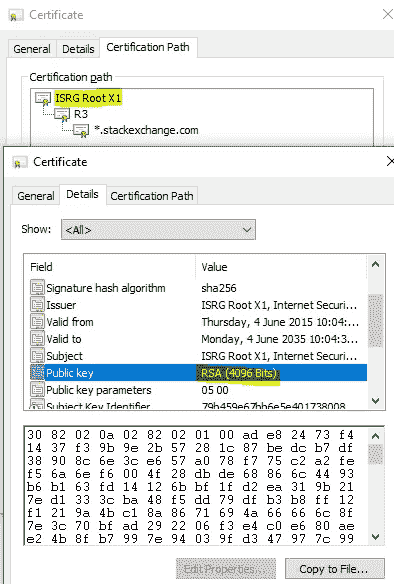 Certificate
General Details Certification Path
Certification path
ISRG Root X1
R3
*.stackexchange.com
Certificate
General Details Certification Path
Show: <All>
Field Value
Signature hash algorithm sha256
Issuer ISRG Root X1, Internet Securi...
Valid from Thursday, 4 June 2015 10:04:...
Valid to Monday, 4 June 2035 10:04:3...
Subject ISRG Root X1, Internet Securi...
Public key RSA (4096 Bits)
Public key parameters 05 00
Subject Key Identifier 79b459e67bb6e5e401738008
30 82 02 0a 02 82 02 01 00 ad e8 24 73 f4
14 37 f3 9b 9e 2b 57 28 1c 87 be dc b7 df
38 90 8c 6e 3c e6 57 a0 78 f7 75 c2 a2 fe
f5 6a 6e f6 00 4f 28 db de 68 86 6c 44 93
b6 b1 63 fd 14 12 6b bf 1f d2 ea 31 9b 21
7e d1 33 3c ba 48 f5 dd 79 df b3 b8 ff 12
f1 21 9a 4b c1 8a 86 71 69 4a 66 66 6c 8f
7e 3c 70 bf ad 29 22 06 f3 e4 c0 e6 80 ae
e2 4b 8f b7 99 7e 94 03 9f d3 47 97 7c 99
Edit Properties... Copy to File...